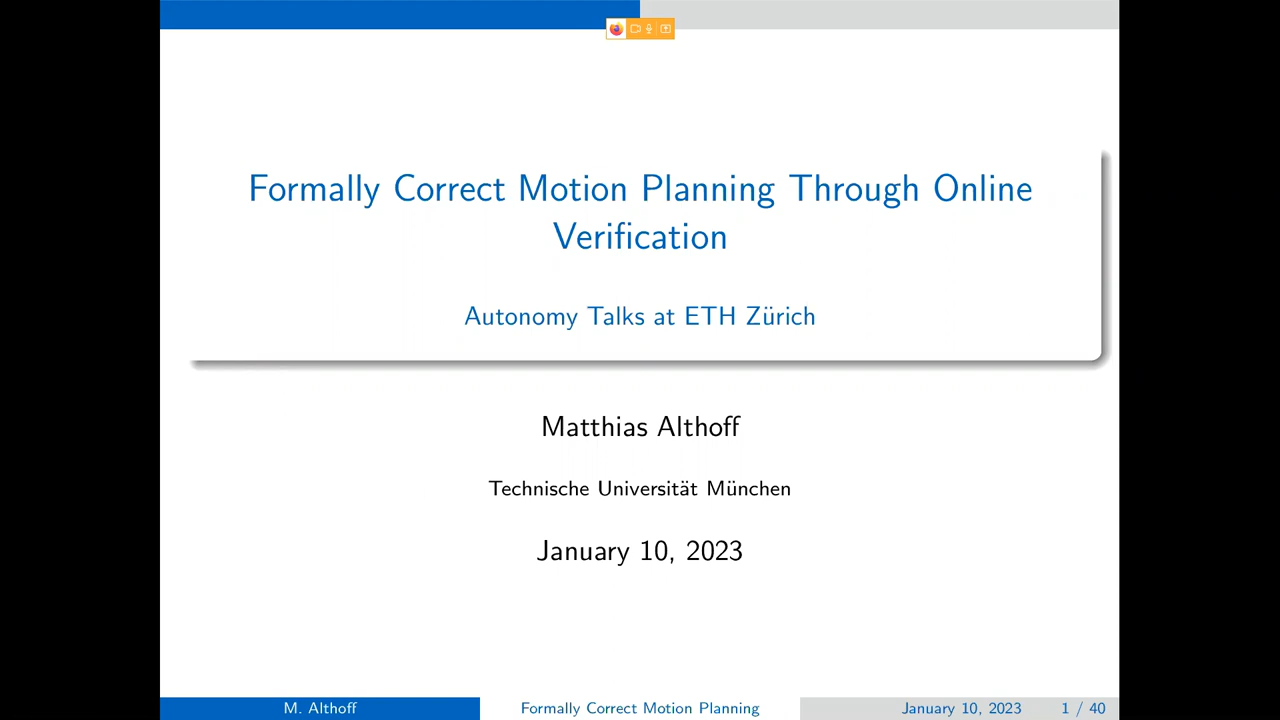 Formally Correct Motion Planning Through Online
Verification
Autonomy Talks at ETH Zürich
Matthias Althoff
Technische Universität München
January 10, 2023
M. Althoff
Formally Correct Motion Planning
January 10, 2023
1 / 40